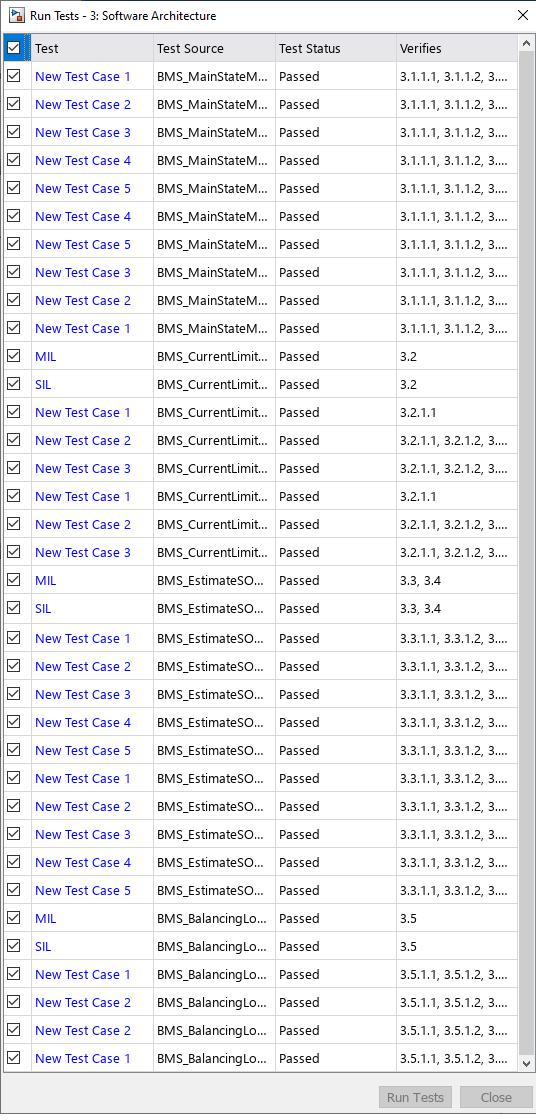 Run Tests - 3: Software Architecture
Test Test Source Test Status Verifies
New Test Case 1 BMS_MainStateM... Passed 3.1.1.1, 3.1.1.2, 3....
New Test Case 2 BMS_MainStateM... Passed 3.1.1.1, 3.1.1.2, 3....
New Test Case 3 BMS_MainStateM... Passed 3.1.1.1, 3.1.1.2, 3....
New Test Case 4 BMS_MainStateM... Passed 3.1.1.1, 3.1.1.2, 3....
New Test Case 5 BMS_MainStateM... Passed 3.1.1.1, 3.1.1.2, 3....
New Test Case 4 BMS_MainStateM... Passed 3.1.1.1, 3.1.1.2, 3....
New Test Case 5 BMS_MainStateM... Passed 3.1.1.1, 3.1.1.2, 3....
New Test Case 3 BMS_MainStateM... Passed 3.1.1.1, 3.1.1.2, 3....
New Test Case 2 BMS_MainStateM... Passed 3.1.1.1, 3.1.1.2, 3....
New Test Case 1 BMS_MainStateM... Passed 3.1.1.1, 3.1.1.2, 3....
MIL BMS_CurrentLimit... Passed 3.2
SIL BMS_CurrentLimit... Passed 3.2
New Test Case 1 BMS_CurrentLimit... Passed 3.2.1.1
New Test Case 2 BMS_CurrentLimit... Passed 3.2.1.1, 3.2.1.2, 3....
New Test Case 3 BMS_CurrentLimit... Passed 3.2.1.1, 3.2.1.2, 3....
New Test Case 1 BMS_CurrentLimit... Passed 3.2.1.1
New Test Case 2 BMS_CurrentLimit... Passed 3.2.1.1, 3.2.1.2, 3....
New Test Case 3 BMS_CurrentLimit... Passed 3.2.1.1, 3.2.1.2, 3....
MIL BMS_EstimateSO... Passed 3.3, 3.4
SIL BMS_EstimateSO... Passed 3.3, 3.4
New Test Case 1 BMS_EstimateSO... Passed 3.3.1.1, 3.3.1.2, 3....
New Test Case 2 BMS_EstimateSO... Passed 3.3.1.1, 3.3.1.2, 3....
New Test Case 3 BMS_EstimateSO... Passed 3.3.1.1, 3.3.1.2, 3....
New Test Case 4 BMS_EstimateSO... Passed 3.3.1.1, 3.3.1.2, 3....
New Test Case 5 BMS_EstimateSO... Passed 3.3.1.1, 3.3.1.2, 3....
New Test Case 1 BMS_EstimateSO... Passed 3.3.1.1, 3.3.1.2, 3....
New Test Case 2 BMS_EstimateSO... Passed 3.3.1.1, 3.3.1.2, 3....
New Test Case 3 BMS_EstimateSO... Passed 3.3.1.1, 3.3.1.2, 3....
New Test Case 4 BMS_EstimateSO... Passed 3.3.1.1, 3.3.1.2, 3....
New Test Case 5 BMS_EstimateSO... Passed 3.3.1.1, 3.3.1.2, 3....
MIL BMS_BalancingLo... Passed 3.5
SIL BMS_BalancingLo... Passed 3.5
New Test Case 1 BMS_BalancingLo... Passed 3.5.1.1, 3.5.1.2, 3....
New Test Case 2 BMS_BalancingLo... Passed 3.5.1.1, 3.5.1.2, 3....
New Test Case 2 BMS_BalancingLo... Passed 3.5.1.1, 3.5.1.2, 3....
New Test Case 1 BMS_BalancingLo... Passed 3.5.1.1, 3.5.1.2, 3....
Run Tests Close